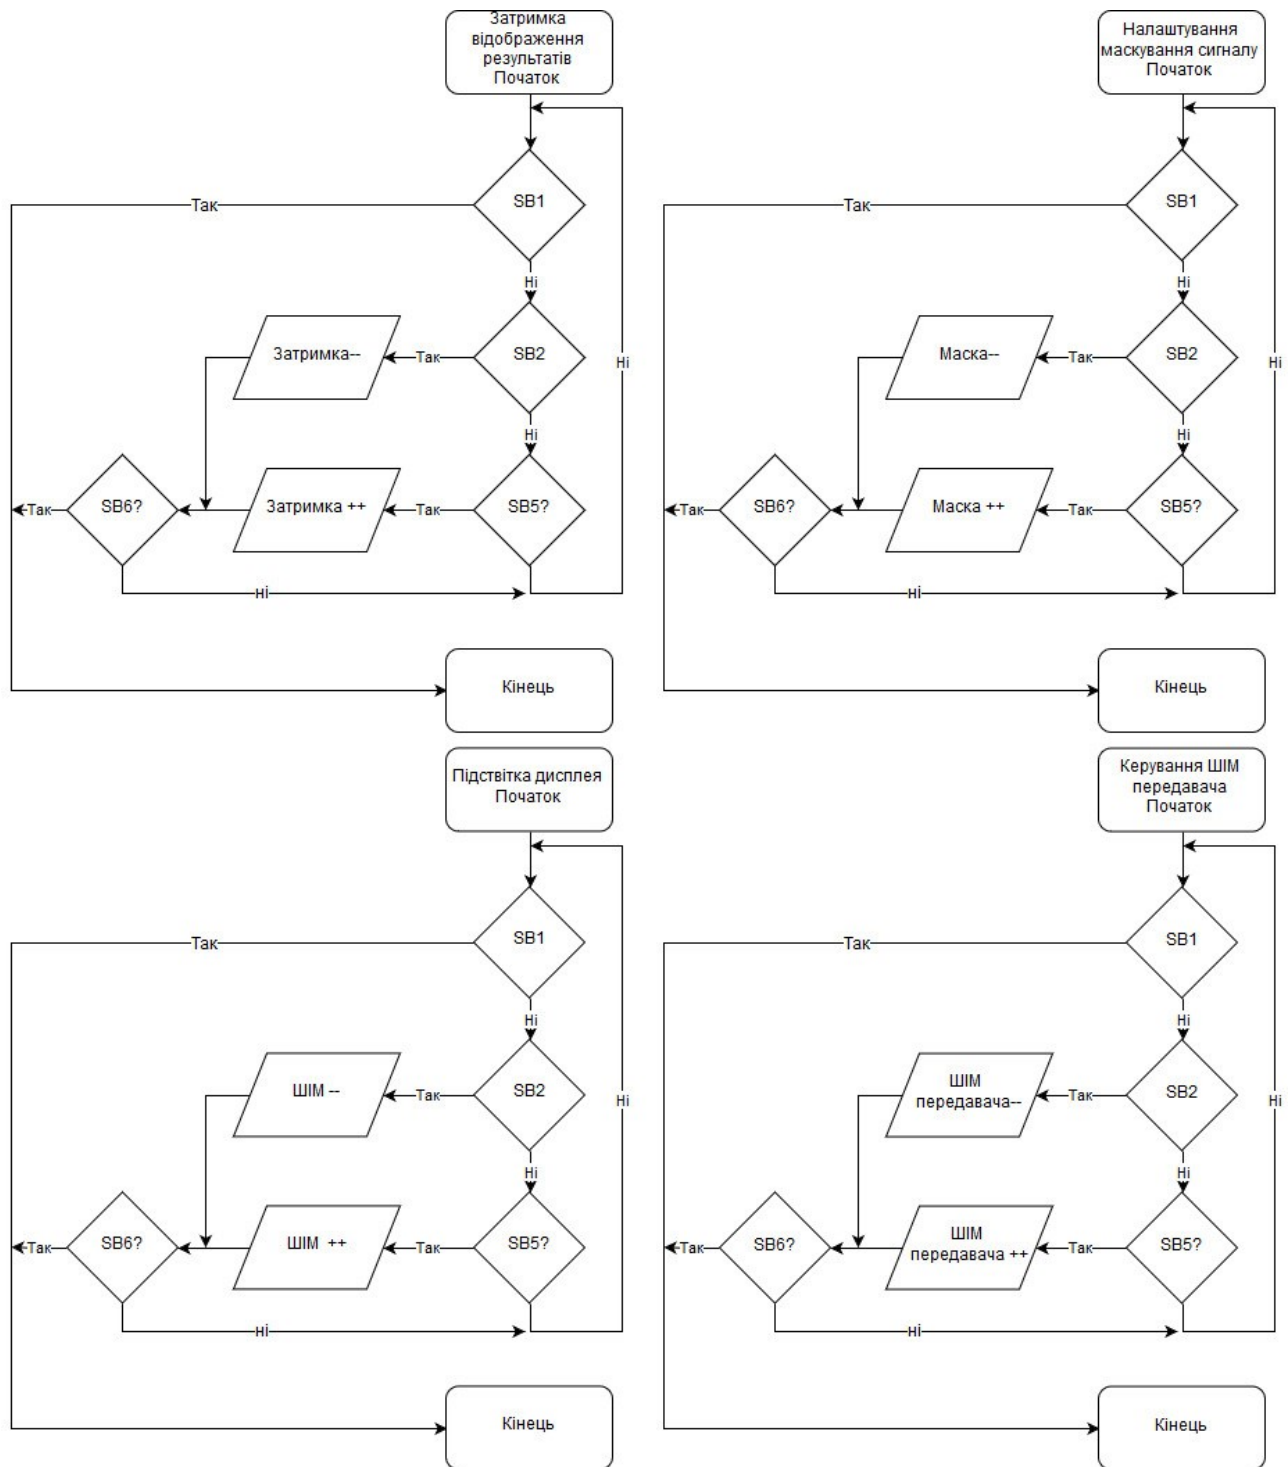 Затримка
відображення
результатів
Початок
SB1
Так
Ні
SB2
Так
Затримка--
Ні
Ні
SB5?
Так
Затримка ++
SB6?
Так
ні
Кінець
Налаштування
маскування сигналу
Початок
SB1
Так
Ні
SB2
Так
Маска--
Ні
Ні
SB5?
Так
Маска ++
SB6?
Так
ні
Кінець
Підствітка дисплея
Початок
SB1
Так
Ні
SB2
Так
ШІМ --
Ні
Ні
SB5?
Так
ШІМ ++
SB6?
Так
ні
Кінець
Керування ШІМ
передавача
Початок
SB1
Так
Ні
SB2
Так
ШІМ
передавача--
Ні
Ні
SB5?
Так
ШІМ
передавача ++
SB6?
Так
ні
Кінець